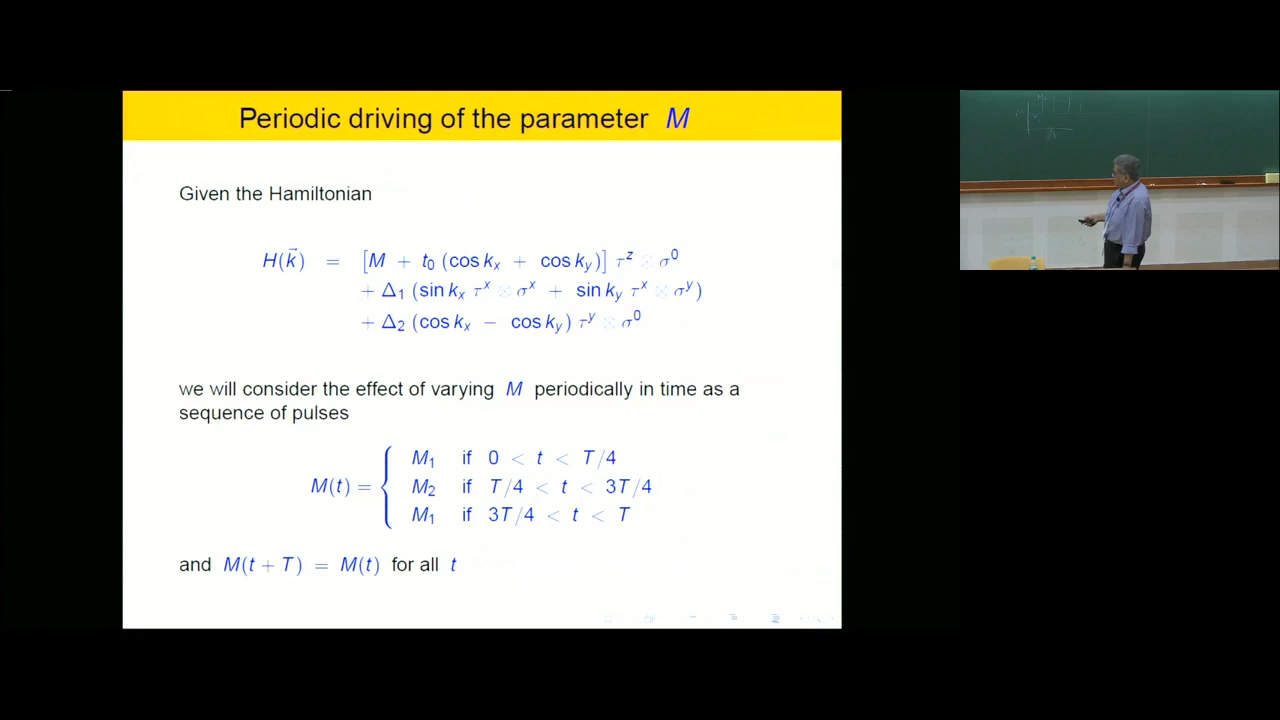 Periodic driving of the parameter M
Given the Hamiltonian
H(k⃗) = [M + t₀ (cos kₓ + cos k_y)] τᶻ ⊗ σ⁰
+ Δ₁ (sin kₓ τˣ ⊗ σˣ + sin k_y τˣ ⊗ σʸ)
+ Δ₂ (cos kₓ − cos k_y) τʸ ⊗ σ⁰
we will consider the effect of varying M periodically in time as a
sequence of pulses
M(t) = {
M₁ if 0 < t < T/4
M₂ if T/4 < t < 3T/4
M₁ if 3T/4 < t < T
and M(t + T) = M(t) for all t